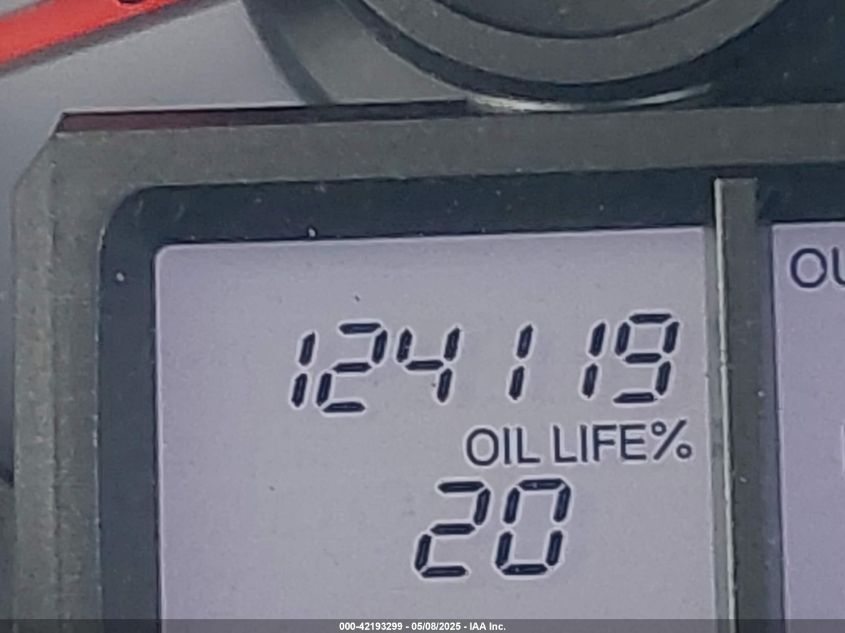 OU
124119
OIL LIFE%
20
000-42193299 - 05/08/2025 - IAA Inc.